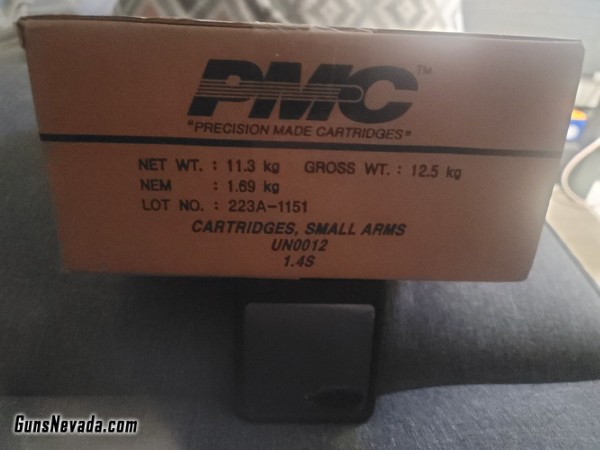 PMC™
"PRECISION MADE CARTRIDGES"
NET WT. : 11.3 kg GROSS WT. : 12.5 kg
NEM : 1.69 kg
LOT NO. : 223A-1151
CARTRIDGES, SMALL ARMS
UN0012
1.4S
GunsNevada.com